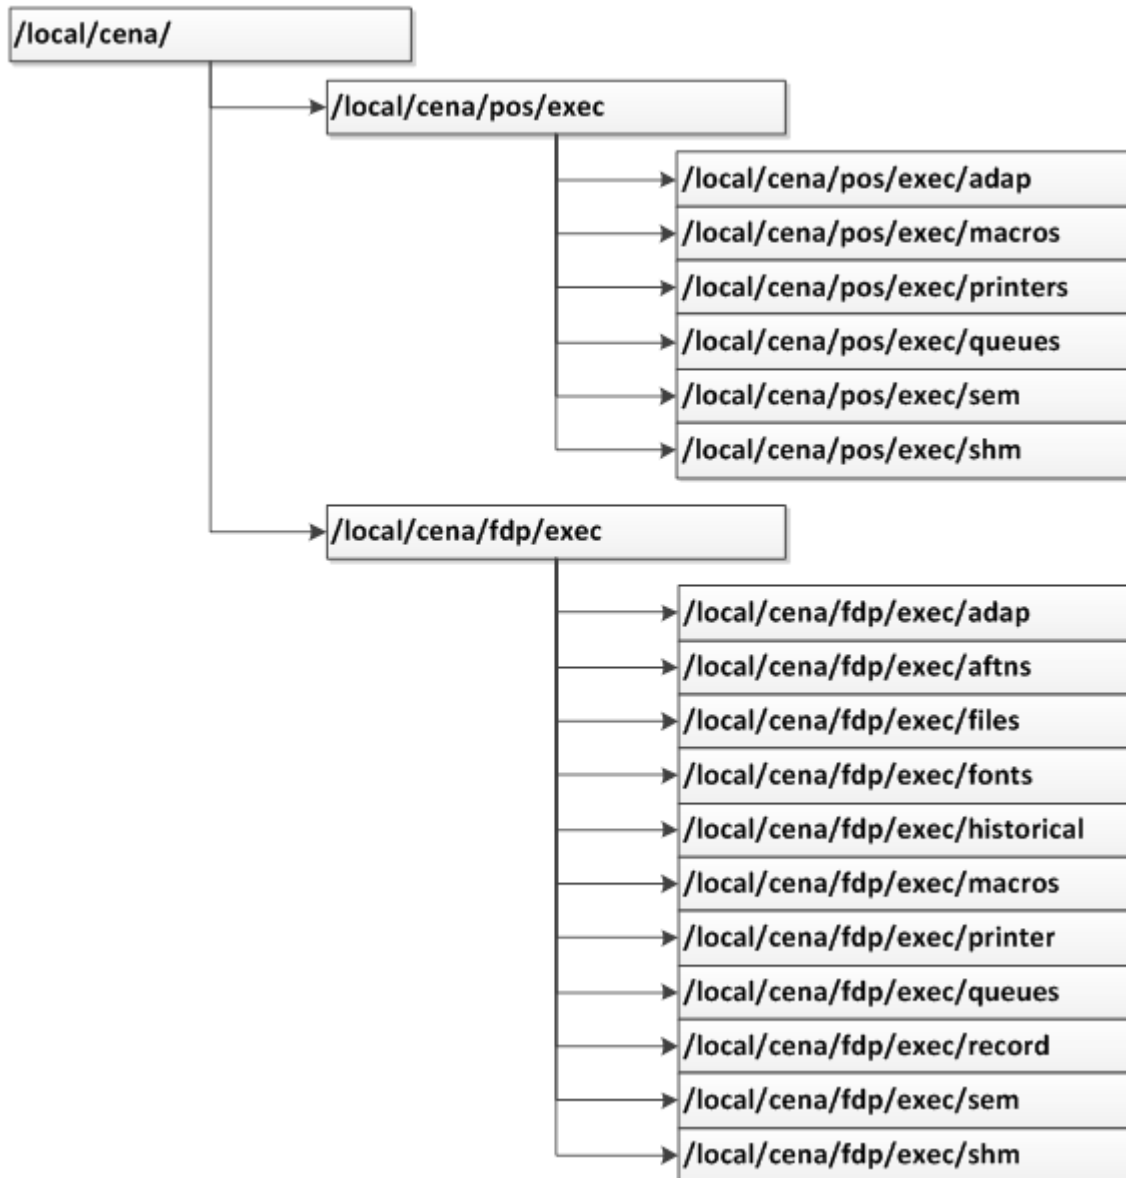 /local/cena/
/local/cena/pos/exec
/local/cena/pos/exec/adap
/local/cena/pos/exec/macros
/local/cena/pos/exec/printers
/local/cena/pos/exec/queues
/local/cena/pos/exec/sem
/local/cena/pos/exec/shm
/local/cena/fdp/exec
/local/cena/fdp/exec/adap
/local/cena/fdp/exec/aftns
/local/cena/fdp/exec/files
/local/cena/fdp/exec/fonts
/local/cena/fdp/exec/historical
/local/cena/fdp/exec/macros
/local/cena/fdp/exec/printer
/local/cena/fdp/exec/queues
/local/cena/fdp/exec/record
/local/cena/fdp/exec/sem
/local/cena/fdp/exec/shm